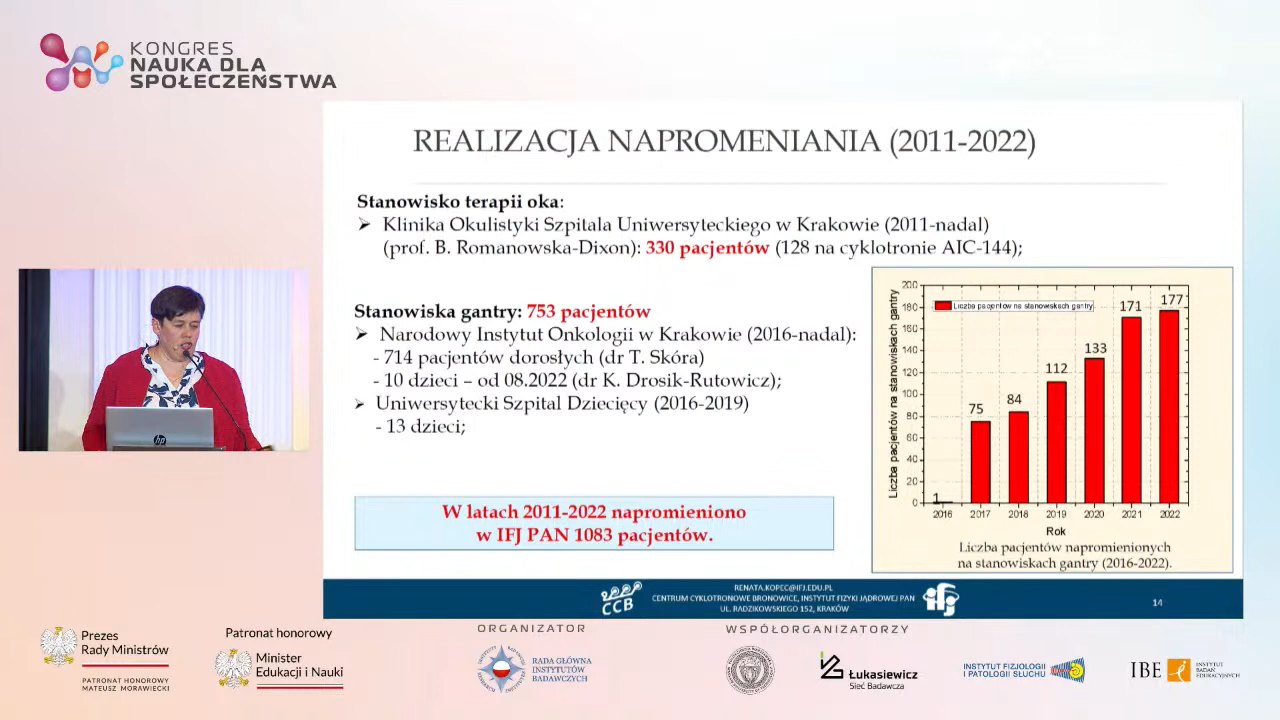 KONGRES
NAUKA DLA
SPOŁECZEŃSTWA
REALIZACJA NAPROMENIANIA (2011-2022)
Stanowisko terapii oka:
➢ Klinika Okulistyki Szpitala Uniwersyteckiego w Krakowie (2011-nadal)
(prof. B. Romanowska-Dixon): 330 pacjentów (128 na cyklotronie AIC-144);
Stanowiska gantry: 753 pacjentów
➢ Narodowy Instytut Onkologii w Krakowie (2016-nadal):
- 714 pacjentów dorosłych (dr T. Skóra)
- 10 dzieci – od 08.2022 (dr K. Drosik-Rutowicz);
➢ Uniwersytecki Szpital Dziecięcy (2016-2019)
- 13 dzieci;
W latach 2011-2022 napromieniono
w IFJ PAN 1083 pacjentów.
Liczba pacjentów na stanowiskach gantry
200
180
160
140
120
100
80
60
40
20
0
Liczba pacjentów na stanowiskach gantry
1
75
84
112
133
171
177
2016 2017 2018 2019 2020 2021 2022
Rok
Liczba pacjentów napromienionych
na stanowiskach gantry (2016-2022).
hp
CCB
RENATA.KOPEC@IFJ.EDU.PL
CENTRUM CYKLOTRONOWE BRONOWICE, INSTYTUT FIZYKI JĄDROWEJ PAN
UL. RADZIKOWSKIEGO 152, KRAKÓW
ifj
14
Prezes
Rady Ministrów
PATRONAT HONOROWY
MATEUSZ MORAWIECKI
Patronat honorowy
Minister
Edukacji i Nauki
ORGANIZATOR
RADA GŁÓWNA
INSTYTUTÓW
BADAWCZYCH
WSPÓŁORGANIZATORZY
Łukasiewicz
Sieć Badawcza
INSTYTUT FIZJOLOGII
I PATOLOGII SŁUCHU
IBE
INSTYTUT
BADAŃ
EDUKACYJNYCH